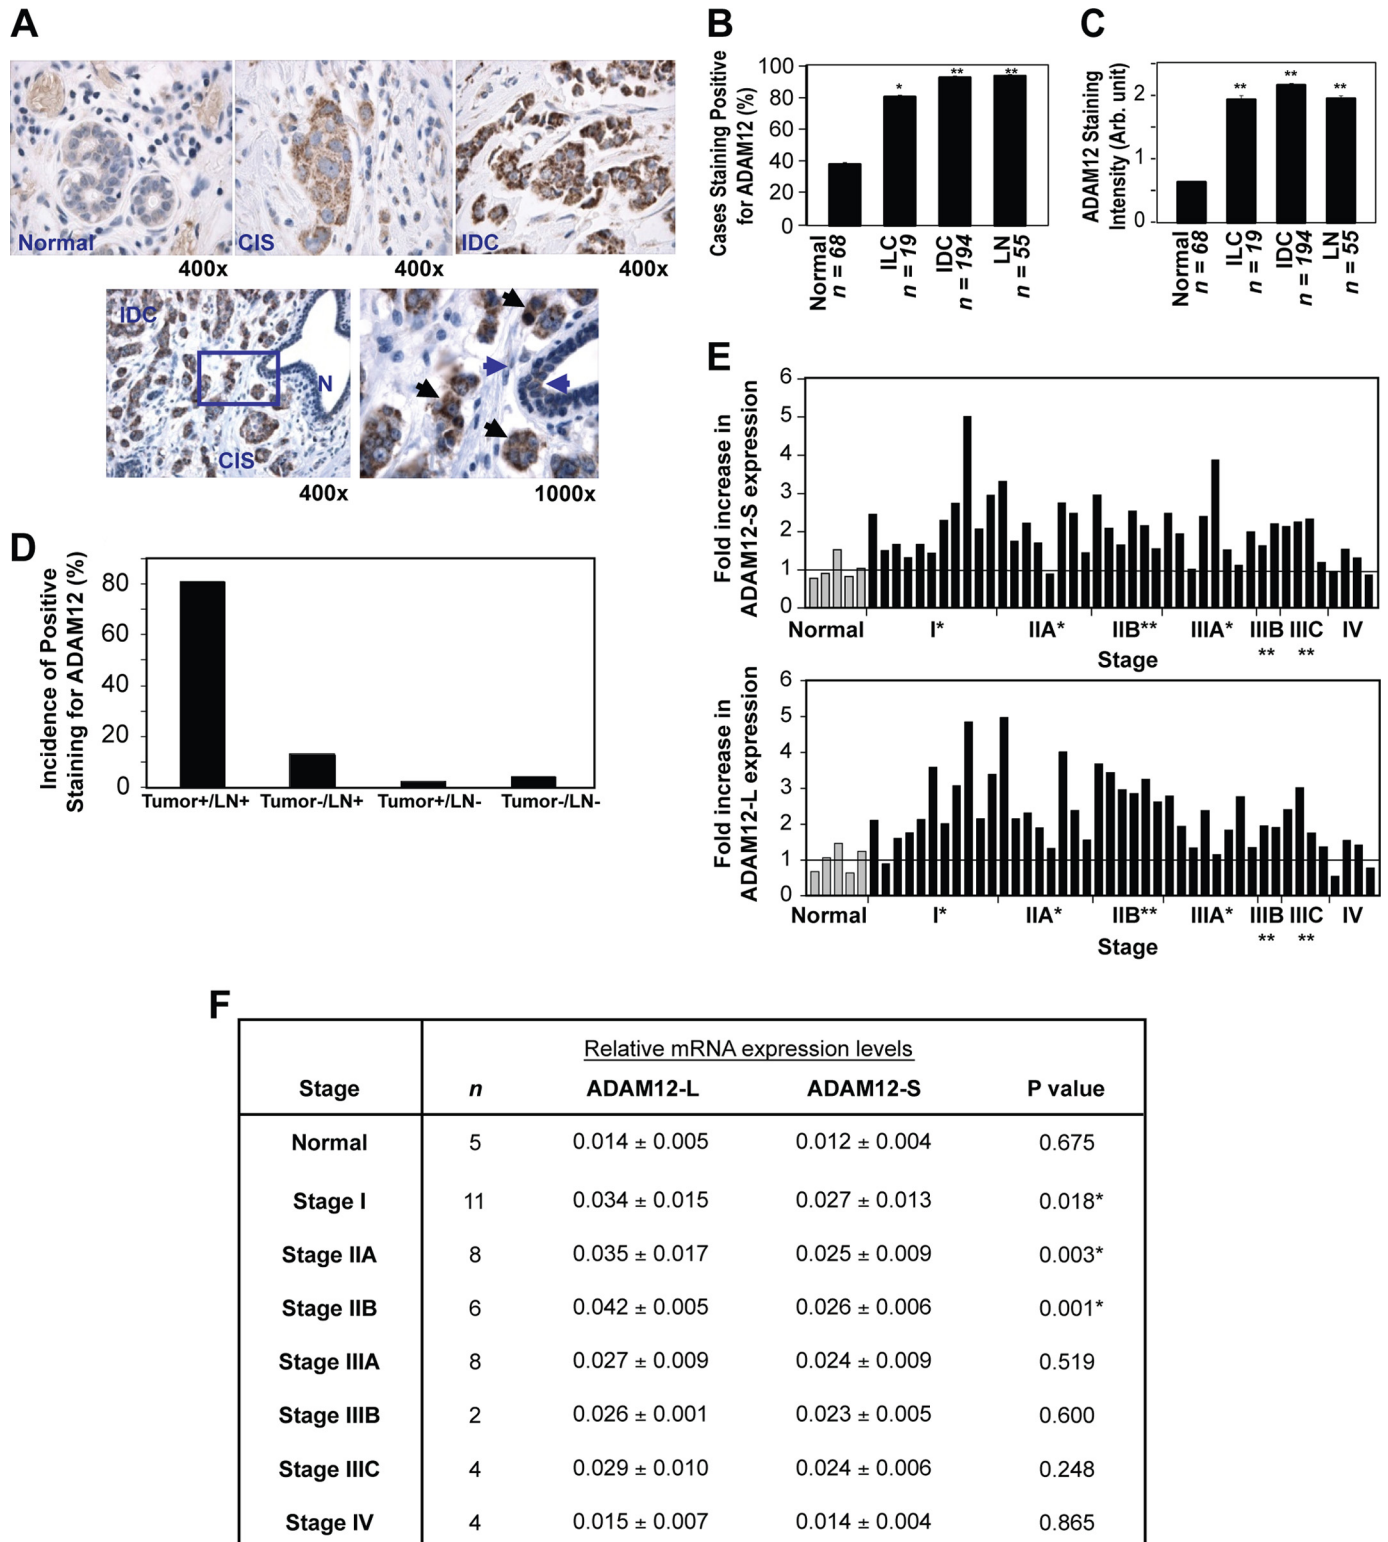 A
Normal
400x
CIS
400x
IDC
400x
IDC
N
CIS
400x
1000x
B
Cases Staining Positive
for ADAM12 (%)
100
80
60
40
20
0
*
**
**
Normal
n = 68
ILC
n = 19
IDC
n = 194
LN
n = 55
C
ADAM12 Staining
Intensity (Arb. unit)
2
1
0
**
**
**
Normal
n = 68
ILC
n = 19
IDC
n = 194
LN
n = 55
D
Incidence of Positive
Staining for ADAM12 (%)
80
60
40
20
0
Tumor+/LN+ Tumor-/LN+ Tumor+/LN- Tumor-/LN-
E
Fold increase in
ADAM12-S expression
6
5
4
3
2
1
0
Normal I* IIA* IIB** IIIA* IIIB IIIC IV
** **
Stage
Fold increase in
ADAM12-L expression
6
5
4
3
2
1
0
Normal I* IIA* IIB** IIIA* IIIB IIIC IV
** **
Stage
F
Relative mRNA expression levels
Stage n ADAM12-L ADAM12-S P value
Normal 5 0.014 ± 0.005 0.012 ± 0.004 0.675
Stage I 11 0.034 ± 0.015 0.027 ± 0.013 0.018*
Stage IIA 8 0.035 ± 0.017 0.025 ± 0.009 0.003*
Stage IIB 6 0.042 ± 0.005 0.026 ± 0.006 0.001*
Stage IIIA 8 0.027 ± 0.009 0.024 ± 0.009 0.519
Stage IIIB 2 0.026 ± 0.001 0.023 ± 0.005 0.600
Stage IIIC 4 0.029 ± 0.010 0.024 ± 0.006 0.248
Stage IV 4 0.015 ± 0.007 0.014 ± 0.004 0.865